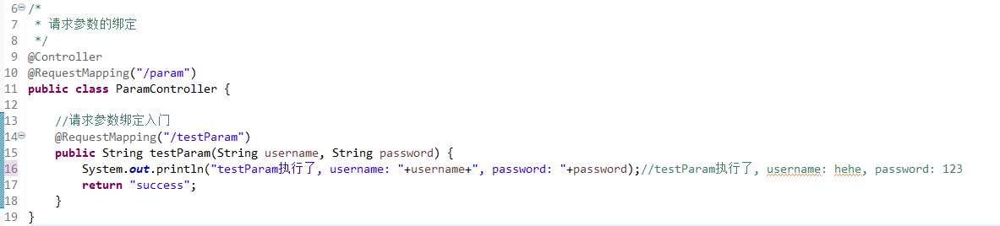 6 /*
7  * 请求参数的绑定
8  */
9 @Controller
10 @RequestMapping("/param")
11 public class ParamController {
12
13     //请求参数绑定入门
14     @RequestMapping("/testParam")
15     public String testParam(String username, String password) {
16         System.out.println("testParam执行了, username: "+username+", password: "+password);//testParam执行了, username: hehe, password: 123
17         return "success";
18     }
19 }